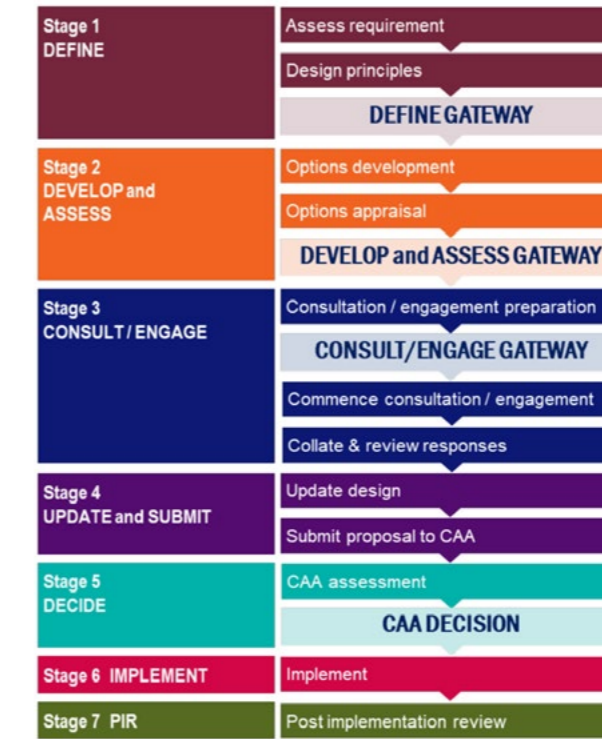 Stage 1
DEFINE
Assess requirement
Design principles
DEFINE GATEWAY
Stage 2
DEVELOP and
ASSESS
Options development
Options appraisal
DEVELOP and ASSESS GATEWAY
Stage 3
CONSULT / ENGAGE
Consultation / engagement preparation
CONSULT/ENGAGE GATEWAY
Commence consultation / engagement
Collate & review responses
Stage 4
UPDATE and SUBMIT
Update design
Submit proposal to CAA
Stage 5
DECIDE
CAA assessment
CAA DECISION
Stage 6 IMPLEMENT
Implement
Stage 7 PIR
Post implementation review